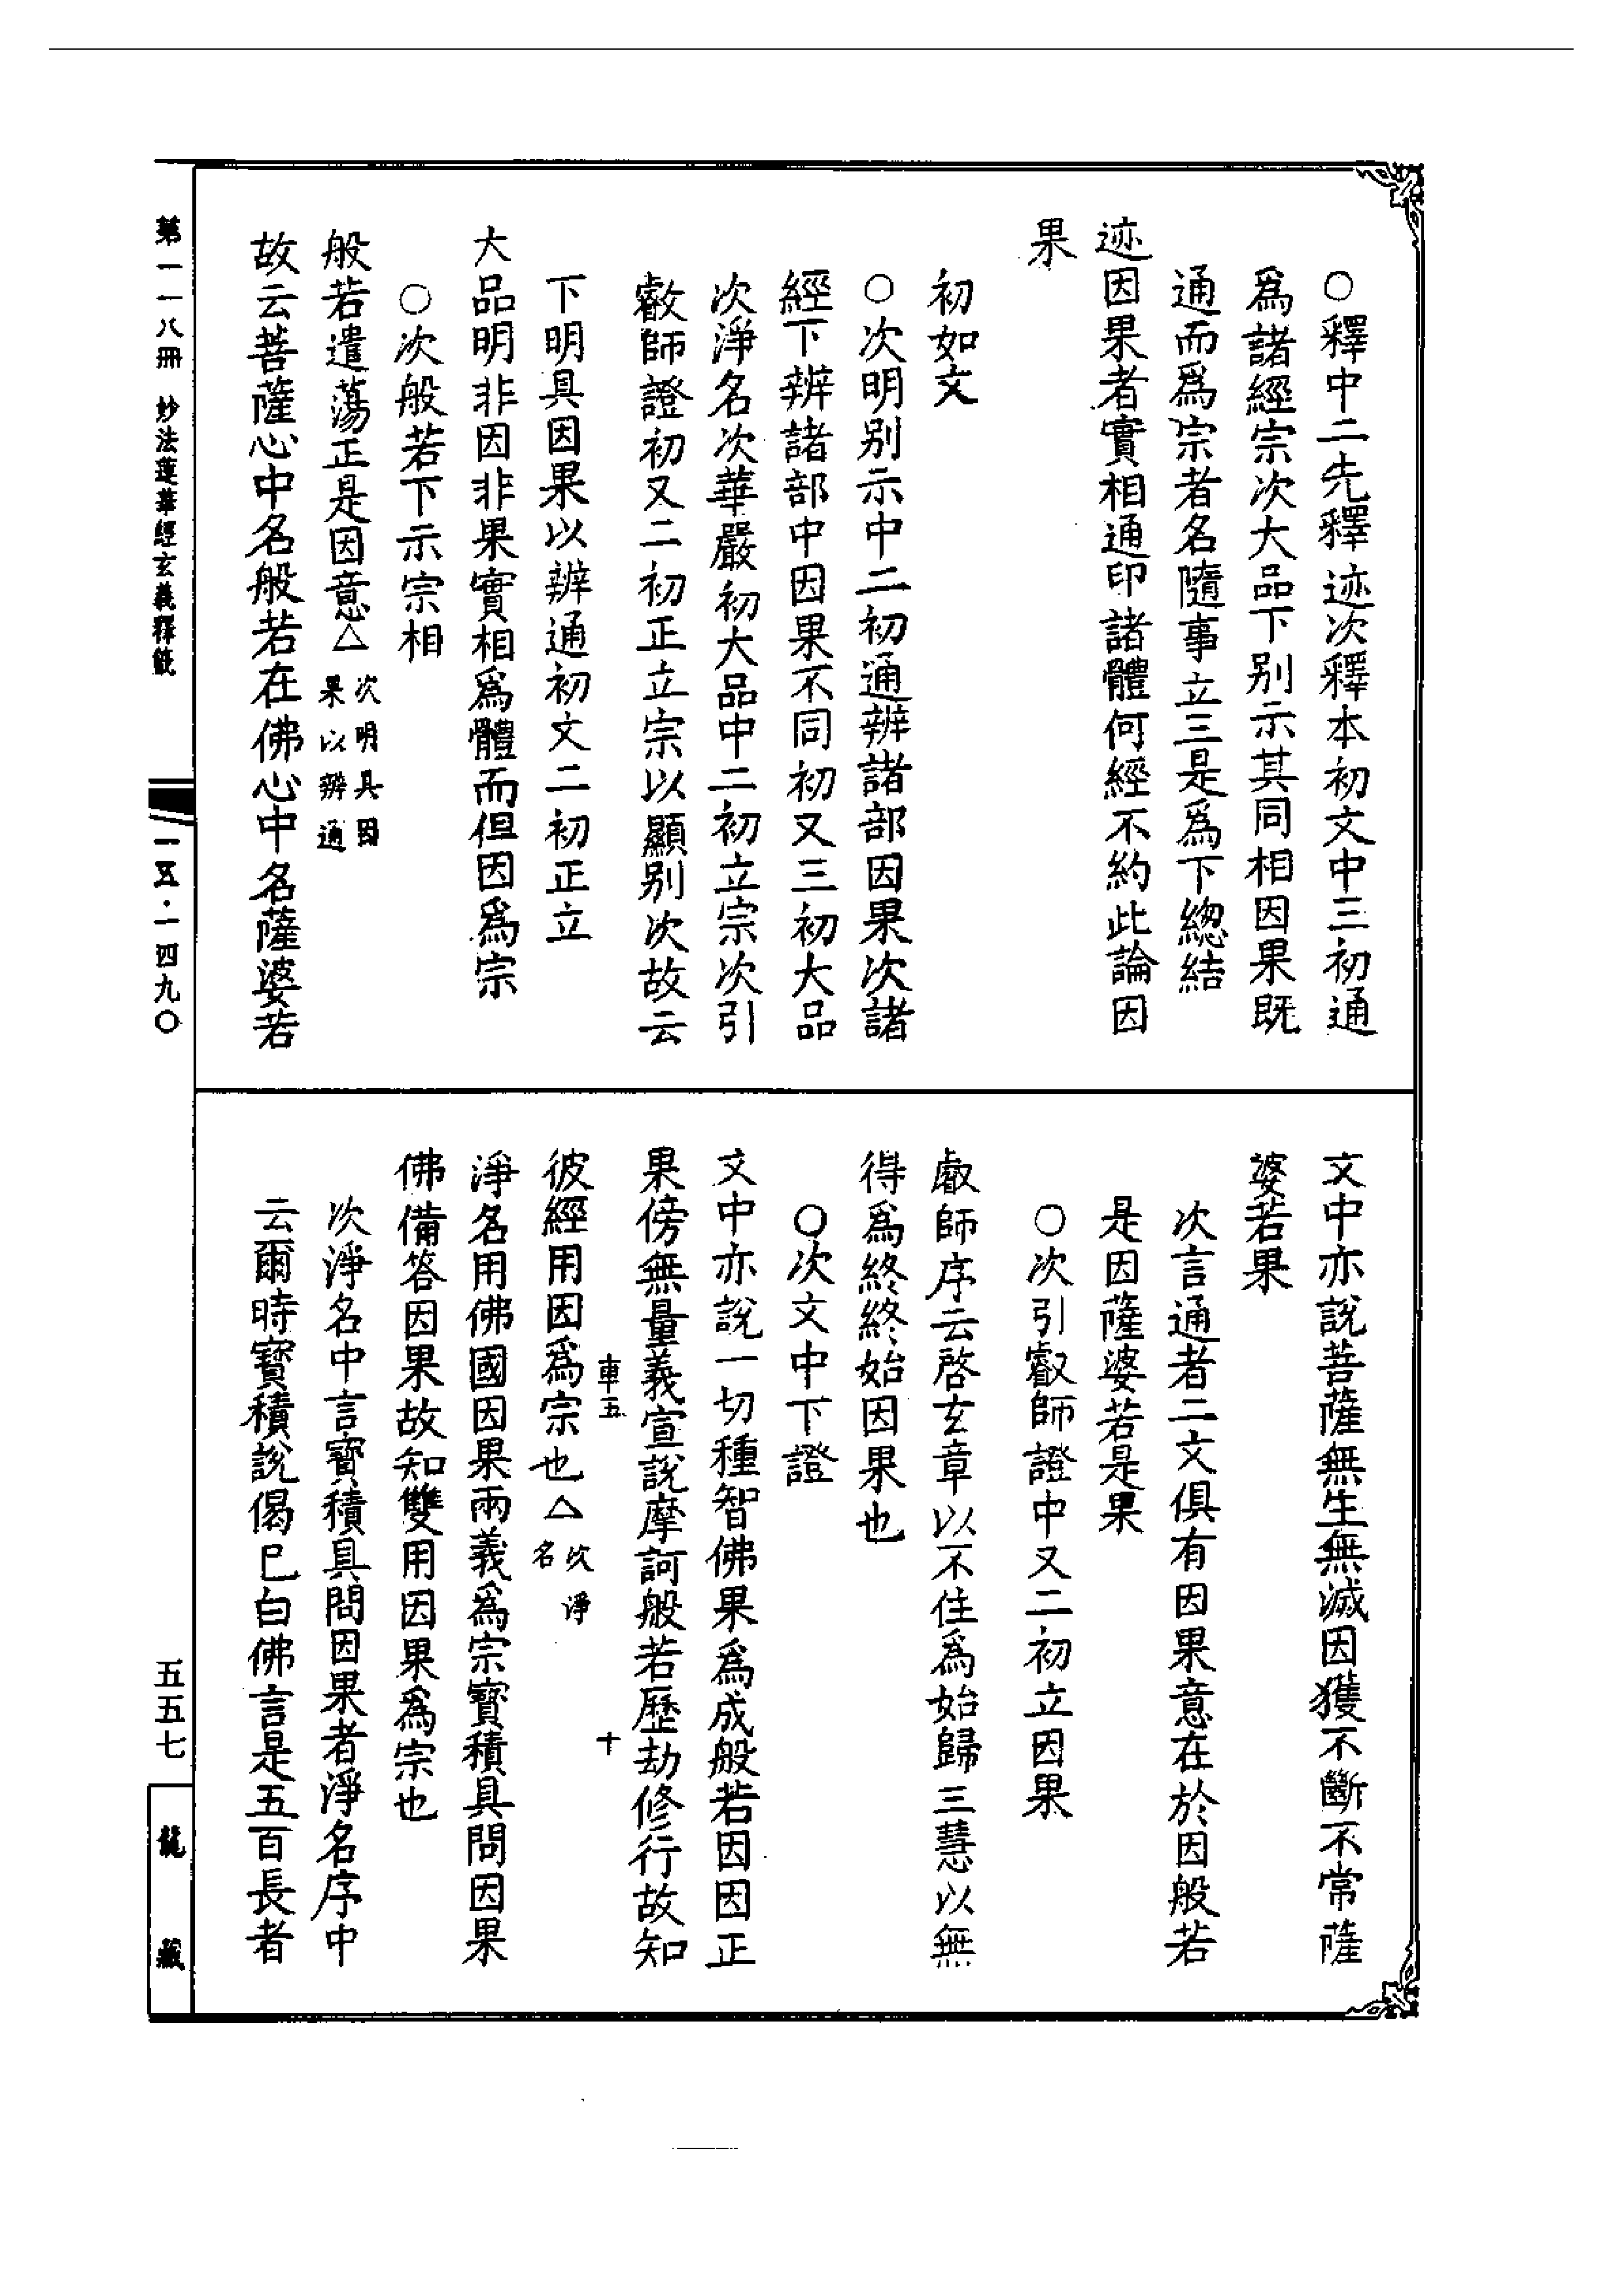 ○釋中二先釋迹次釋本初文中三初通
爲諸經宗次大品下别示其同相因果既
通而爲宗者名隨事立三是爲下總結
迹因果者實相通印諸體何經不約此論因
果
初如文
○次明别示中二初通辨諸部因果次諸
經下辨諸部中因果不同初又三初大品
次淨名次華嚴初大品中二初立宗次引
叡師證初又二初正立宗以顯别次故云
下明具因果以辨通初文二初正立
大品明非因非果實相爲體而但因爲宗
○次般若下示宗相
般若遣蕩正是因意△次明具因果以辨通
故云菩薩心中名般若在佛心中名薩婆若
文中亦說菩薩無生無滅因獲不斷不常薩
婆若果
次言通者二文俱有因果意在於因般若
是因薩婆若是果
○次引叡師證中又二初立因果
叡師序云啓玄章以不住爲始歸三慧以無
得爲終終始因果也
○次文中下證
文中亦說一切種智佛果爲成般若因因正
果傍無量義宣說摩訶般若歷劫修行故知
車五 十
彼經用因爲宗也△次淨名
淨名用佛國因果兩義爲宗寶積具問因果
佛備答因果故知雙用因果爲宗也
次淨名中言寶積具問因果者淨名序中
云爾時寶積說偈已白佛言是五百長者
第一一八冊 妙法蓮華經玄義釋籤 一五·一四九〇 五五七 龍藏